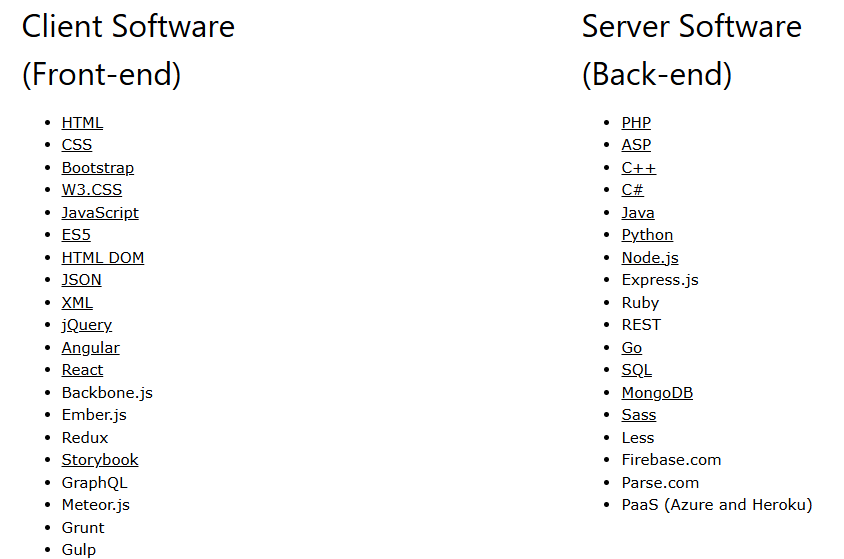 Client Software
(Front-end)
HTML
CSS
Bootstrap
W3.CSS
JavaScript
ES5
HTML DOM
JSON
XML
jQuery
Angular
React
Backbone.js
Ember.js
Redux
Storybook
GraphQL
Meteor.js
Grunt
Gulp
Server Software
(Back-end)
PHP
ASP
C++
C#
Java
Python
Node.js
Express.js
Ruby
REST
Go
SQL
MongoDB
Sass
Less
Firebase.com
Parse.com
PaaS (Azure and Heroku)